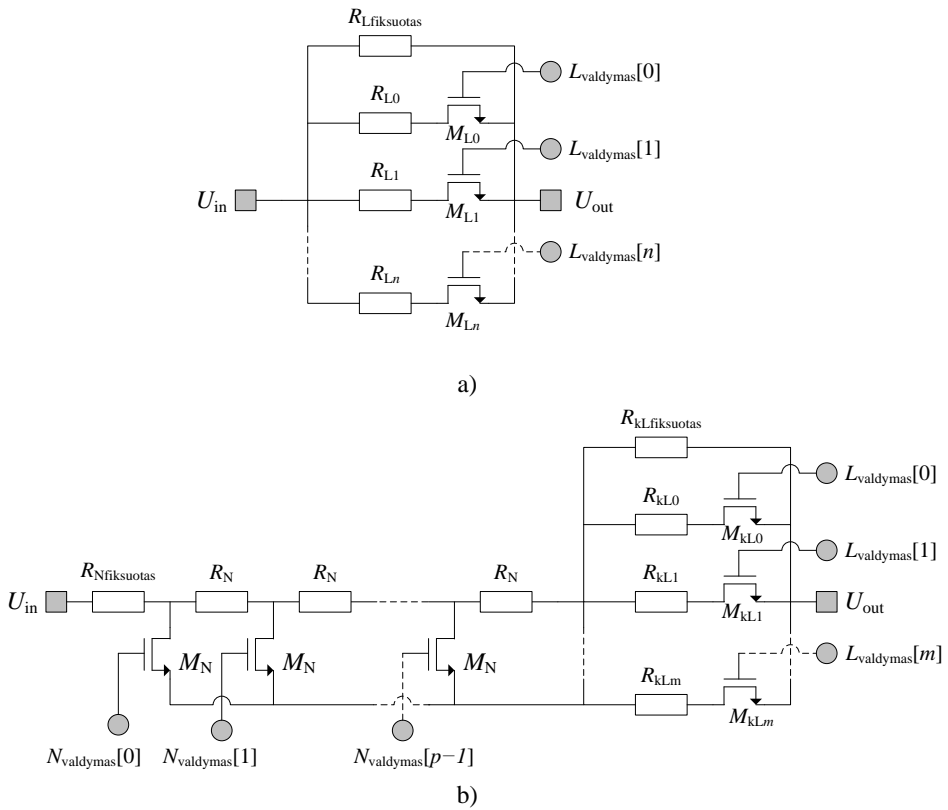 R_Lfiksuotas
L_valdymas[0]
R_L0
M_L0
L_valdymas[1]
R_L1
U_in
M_L1
U_out
L_valdymas[n]
R_Ln
M_Ln
a)
R_kLfiksuotas
L_valdymas[0]
R_kL0
M_kL0
L_valdymas[1]
R_Nfiksuotas
R_N
R_N
R_N
R_kL1
U_in
M_kL1
U_out
M_N
M_N
M_N
L_valdymas[m]
R_kLm
M_kLm
N_valdymas[0]
N_valdymas[1]
N_valdymas[p−1]
b)